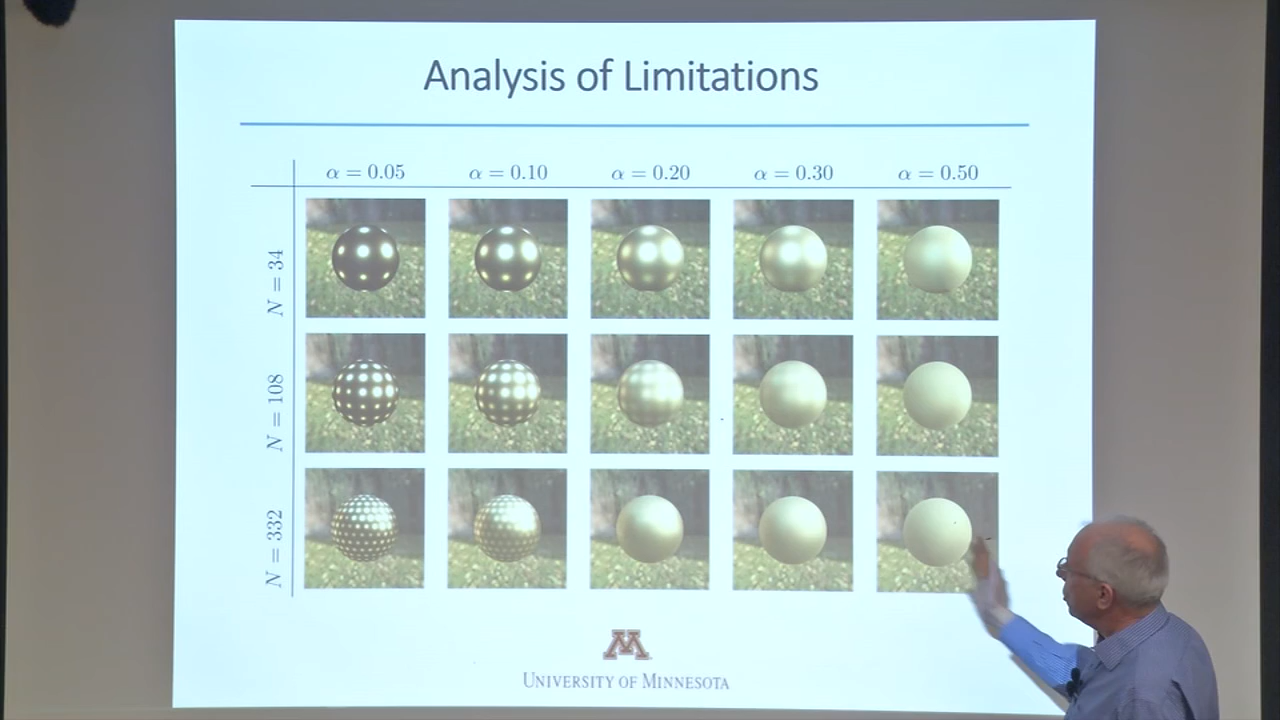 Analysis of Limitations
α = 0.05 α = 0.10 α = 0.20 α = 0.30 α = 0.50
N = 34
N = 108
N = 332
M
UNIVERSITY OF MINNESOTA